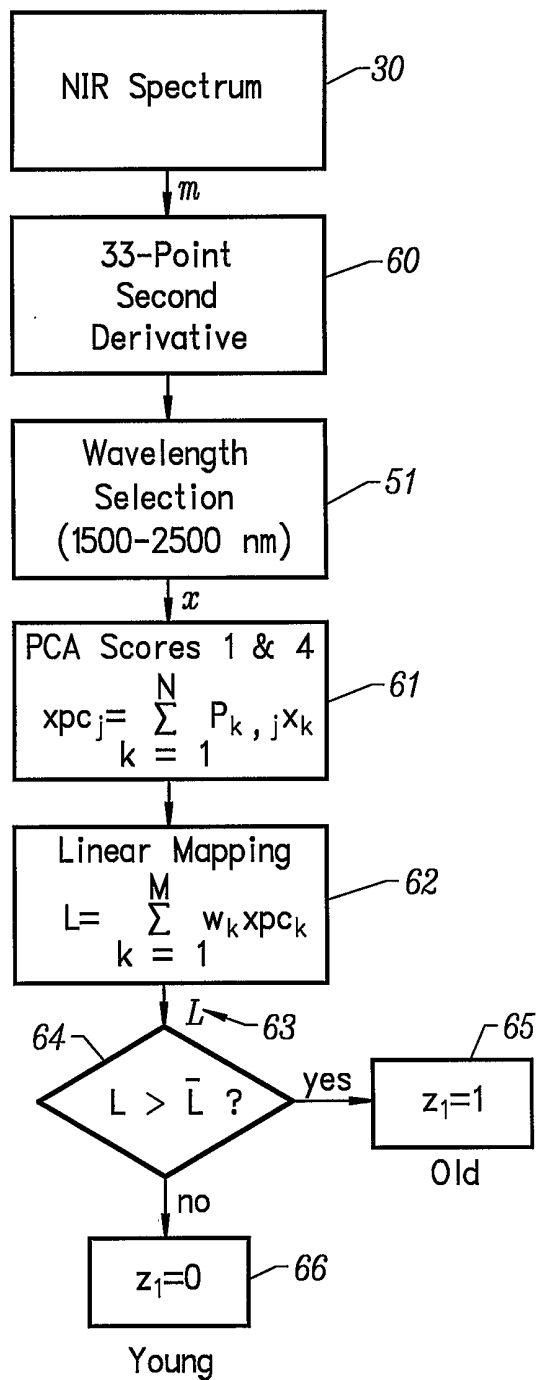 NIR Spectrum
30
m
33-Point
Second
Derivative
60
Wavelength
Selection
(1500-2500 nm)
51
x
PCA Scores 1 & 4
xpc_j= Σ_{k = 1}^{N} P_{k , j}x_k
61
Linear Mapping
L= Σ_{k = 1}^{M} w_k xpc_k
62
L
63
64
L > L̄ ?
yes
65
z₁=1
Old
no
z₁=0
66
Young